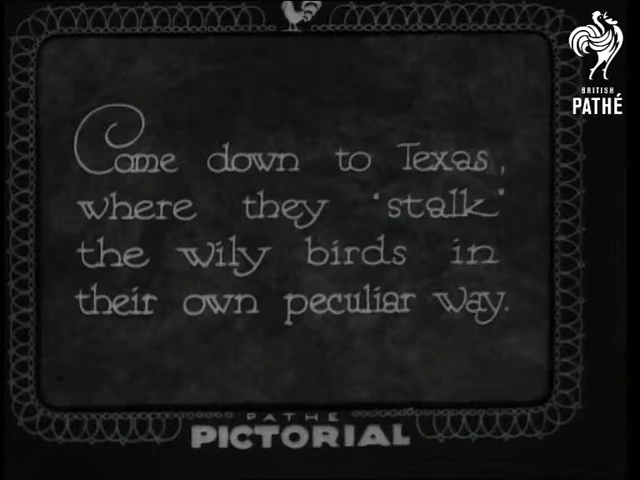 BRITISH
PATHÉ
Come down to Texas,
where they "stalk"
the wily birds in
their own peculiar way.
PATHE
PICTORIAL